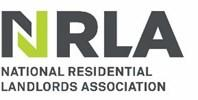 NRLA
NATIONAL RESIDENTIAL
LANDLORDS ASSOCIATION